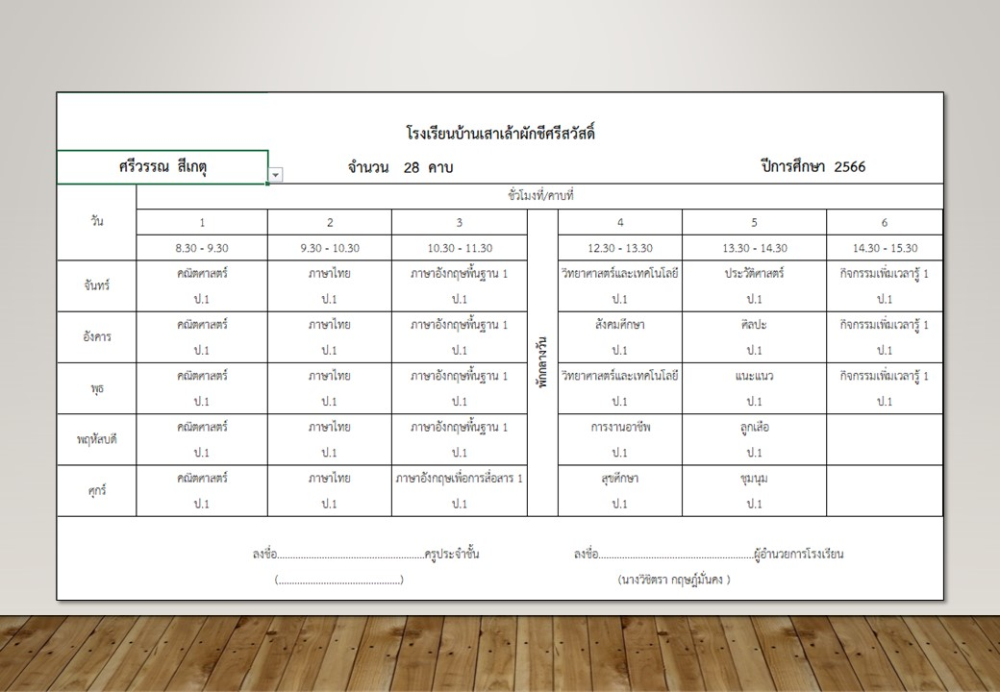 โรงเรียนบ้านเสาเล้าผักชีศรีสวัสดิ์
ศรีวรรณ สีเกตุ จำนวน 28 คาบ ปีการศึกษา 2566
วัน ชั่วโมงที่/คาบที่
1 2 3 พักกลางวัน 4 5 6
8.30 - 9.30 9.30 - 10.30 10.30 - 11.30 12.30 - 13.30 13.30 - 14.30 14.30 - 15.30
จันทร์ คณิตศาสตร์ ภาษาไทย ภาษาอังกฤษพื้นฐาน 1 วิทยาศาสตร์และเทคโนโลยี ประวัติศาสตร์ กิจกรรมเพิ่มเวลารู้ 1
ป.1 ป.1 ป.1 ป.1 ป.1 ป.1
อังคาร คณิตศาสตร์ ภาษาไทย ภาษาอังกฤษพื้นฐาน 1 สังคมศึกษา ศิลปะ กิจกรรมเพิ่มเวลารู้ 1
ป.1 ป.1 ป.1 ป.1 ป.1 ป.1
พุธ คณิตศาสตร์ ภาษาไทย ภาษาอังกฤษพื้นฐาน 1 วิทยาศาสตร์และเทคโนโลยี แนะแนว กิจกรรมเพิ่มเวลารู้ 1
ป.1 ป.1 ป.1 ป.1 ป.1 ป.1
พฤหัสบดี คณิตศาสตร์ ภาษาไทย ภาษาอังกฤษพื้นฐาน 1 การงานอาชีพ ลูกเสือ
ป.1 ป.1 ป.1 ป.1 ป.1
ศุกร์ คณิตศาสตร์ ภาษาไทย ภาษาอังกฤษเพื่อการสื่อสาร 1 สุขศึกษา ชุมนุม
ป.1 ป.1 ป.1 ป.1 ป.1
ลงชื่อ..................................................ครูประจำชั้น ลงชื่อ.....................................................ผู้อำนวยการโรงเรียน
(..........................................) (นางวิชิตรา กฤษฎ์มั่นคง )